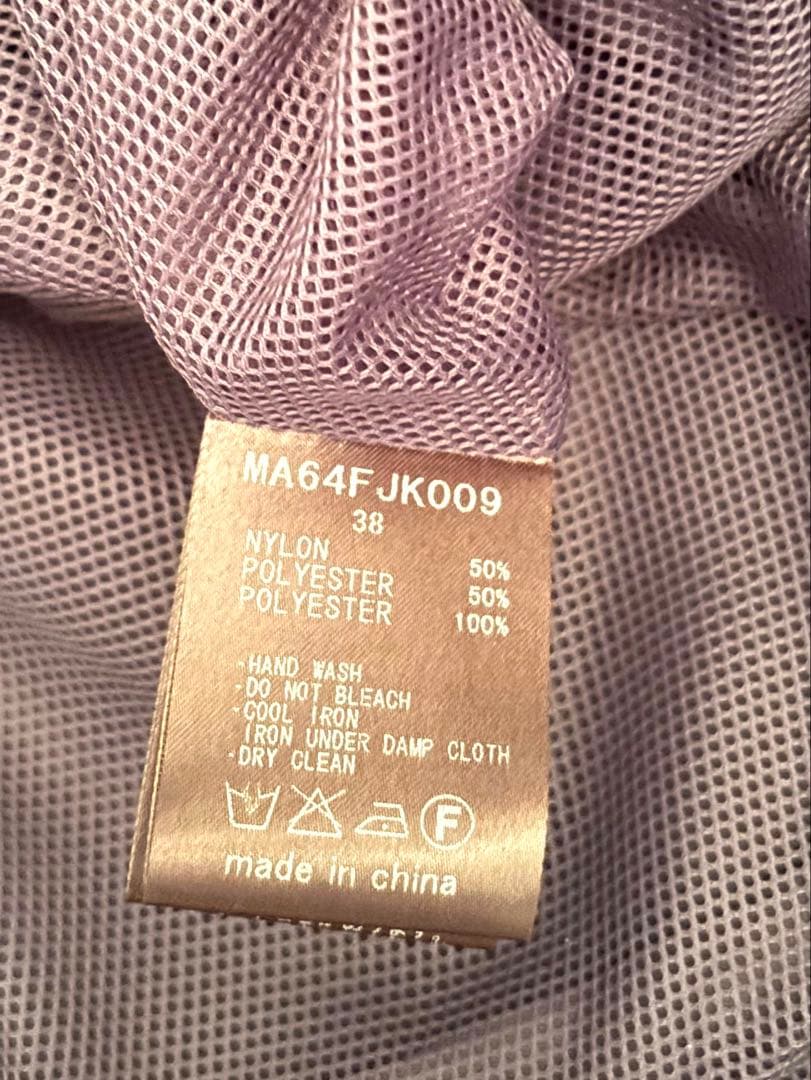 MA64FJK009
38
NYLON 50%
POLYESTER 50%
POLYESTER 100%
-HAND WASH
-DO NOT BLEACH
-COOL IRON
IRON UNDER DAMP CLOTH
-DRY CLEAN
F
made in china